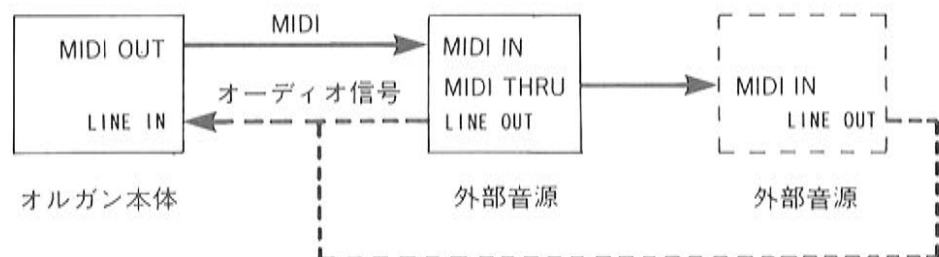 MIDI OUT
LINE IN
オルガン本体
MIDI
オーディオ信号
MIDI IN
MIDI THRU
LINE OUT
外部音源
MIDI IN
LINE OUT
外部音源